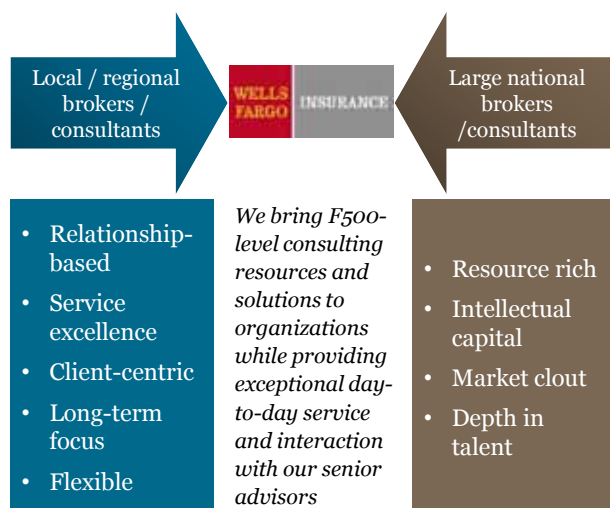 Local / regional
brokers /
consultants
WELLS
FARGO
INSURANCE
Large national
brokers
/consultants
• Relationship-
based
• Service
excellence
• Client-centric
• Long-term
focus
• Flexible
We bring F500-
level consulting
resources and
solutions to
organizations
while providing
exceptional day-
to-day service
and interaction
with our senior
advisors
• Resource rich
• Intellectual
capital
• Market clout
• Depth in
talent